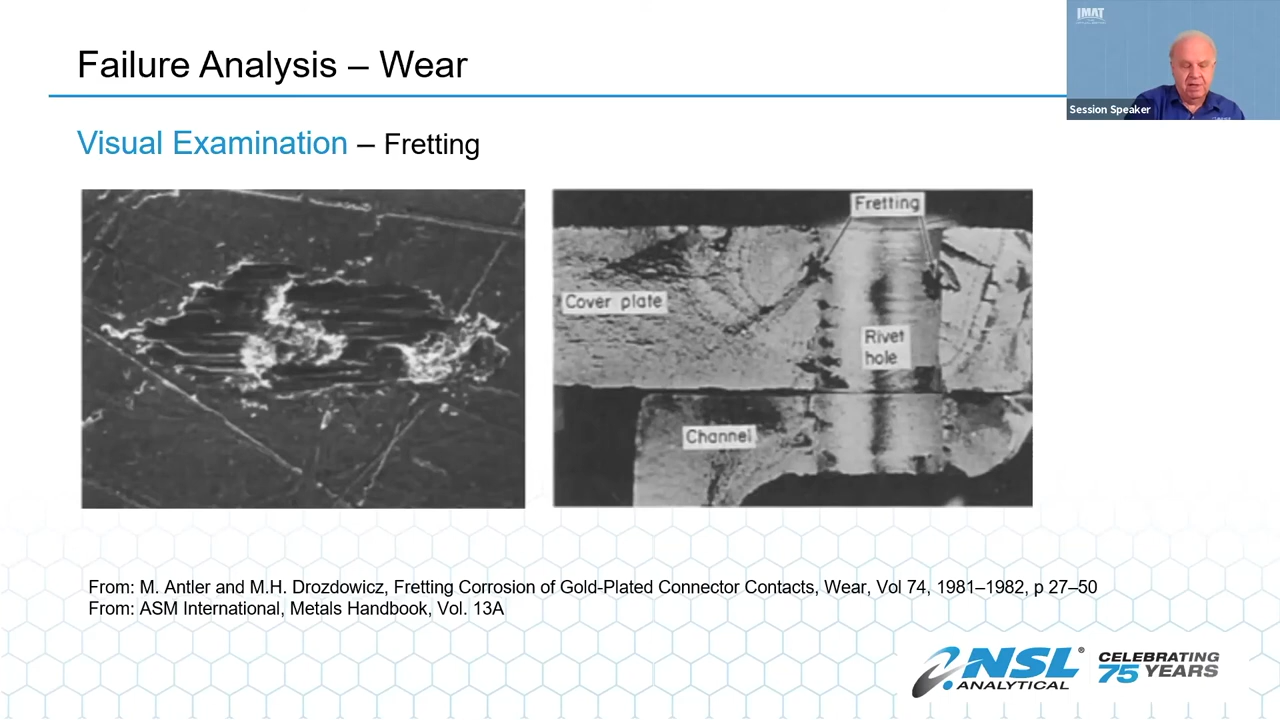 Failure Analysis – Wear
IMAT
Session Speaker
Visual Examination – Fretting
Fretting
Cover plate
Rivet
hole
Channel
From: M. Antler and M.H. Drozdowicz, Fretting Corrosion of Gold-Plated Connector Contacts, Wear, Vol 74, 1981–1982, p 27–50
From: ASM International, Metals Handbook, Vol. 13A
NSL®
ANALYTICAL
CELEBRATING
75 YEARS